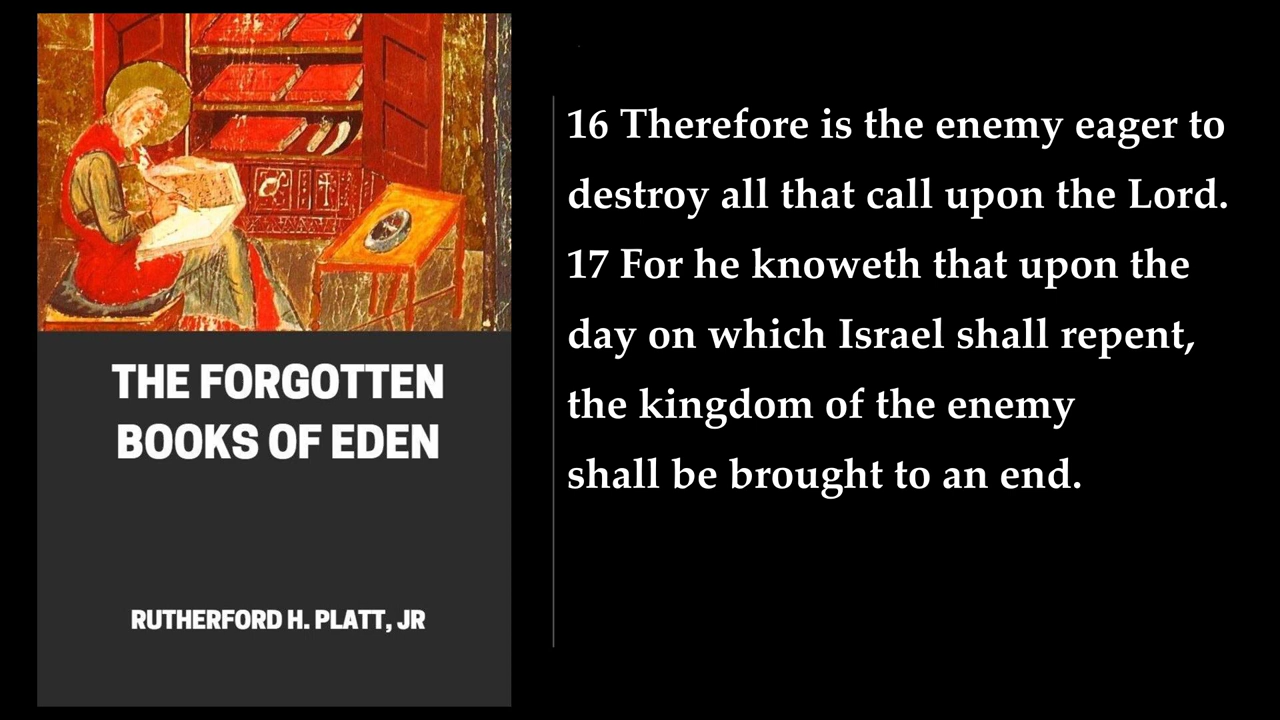 THE FORGOTTEN
BOOKS OF EDEN
RUTHERFORD H. PLATT, JR
16 Therefore is the enemy eager to
destroy all that call upon the Lord.
17 For he knoweth that upon the
day on which Israel shall repent,
the kingdom of the enemy
shall be brought to an end.